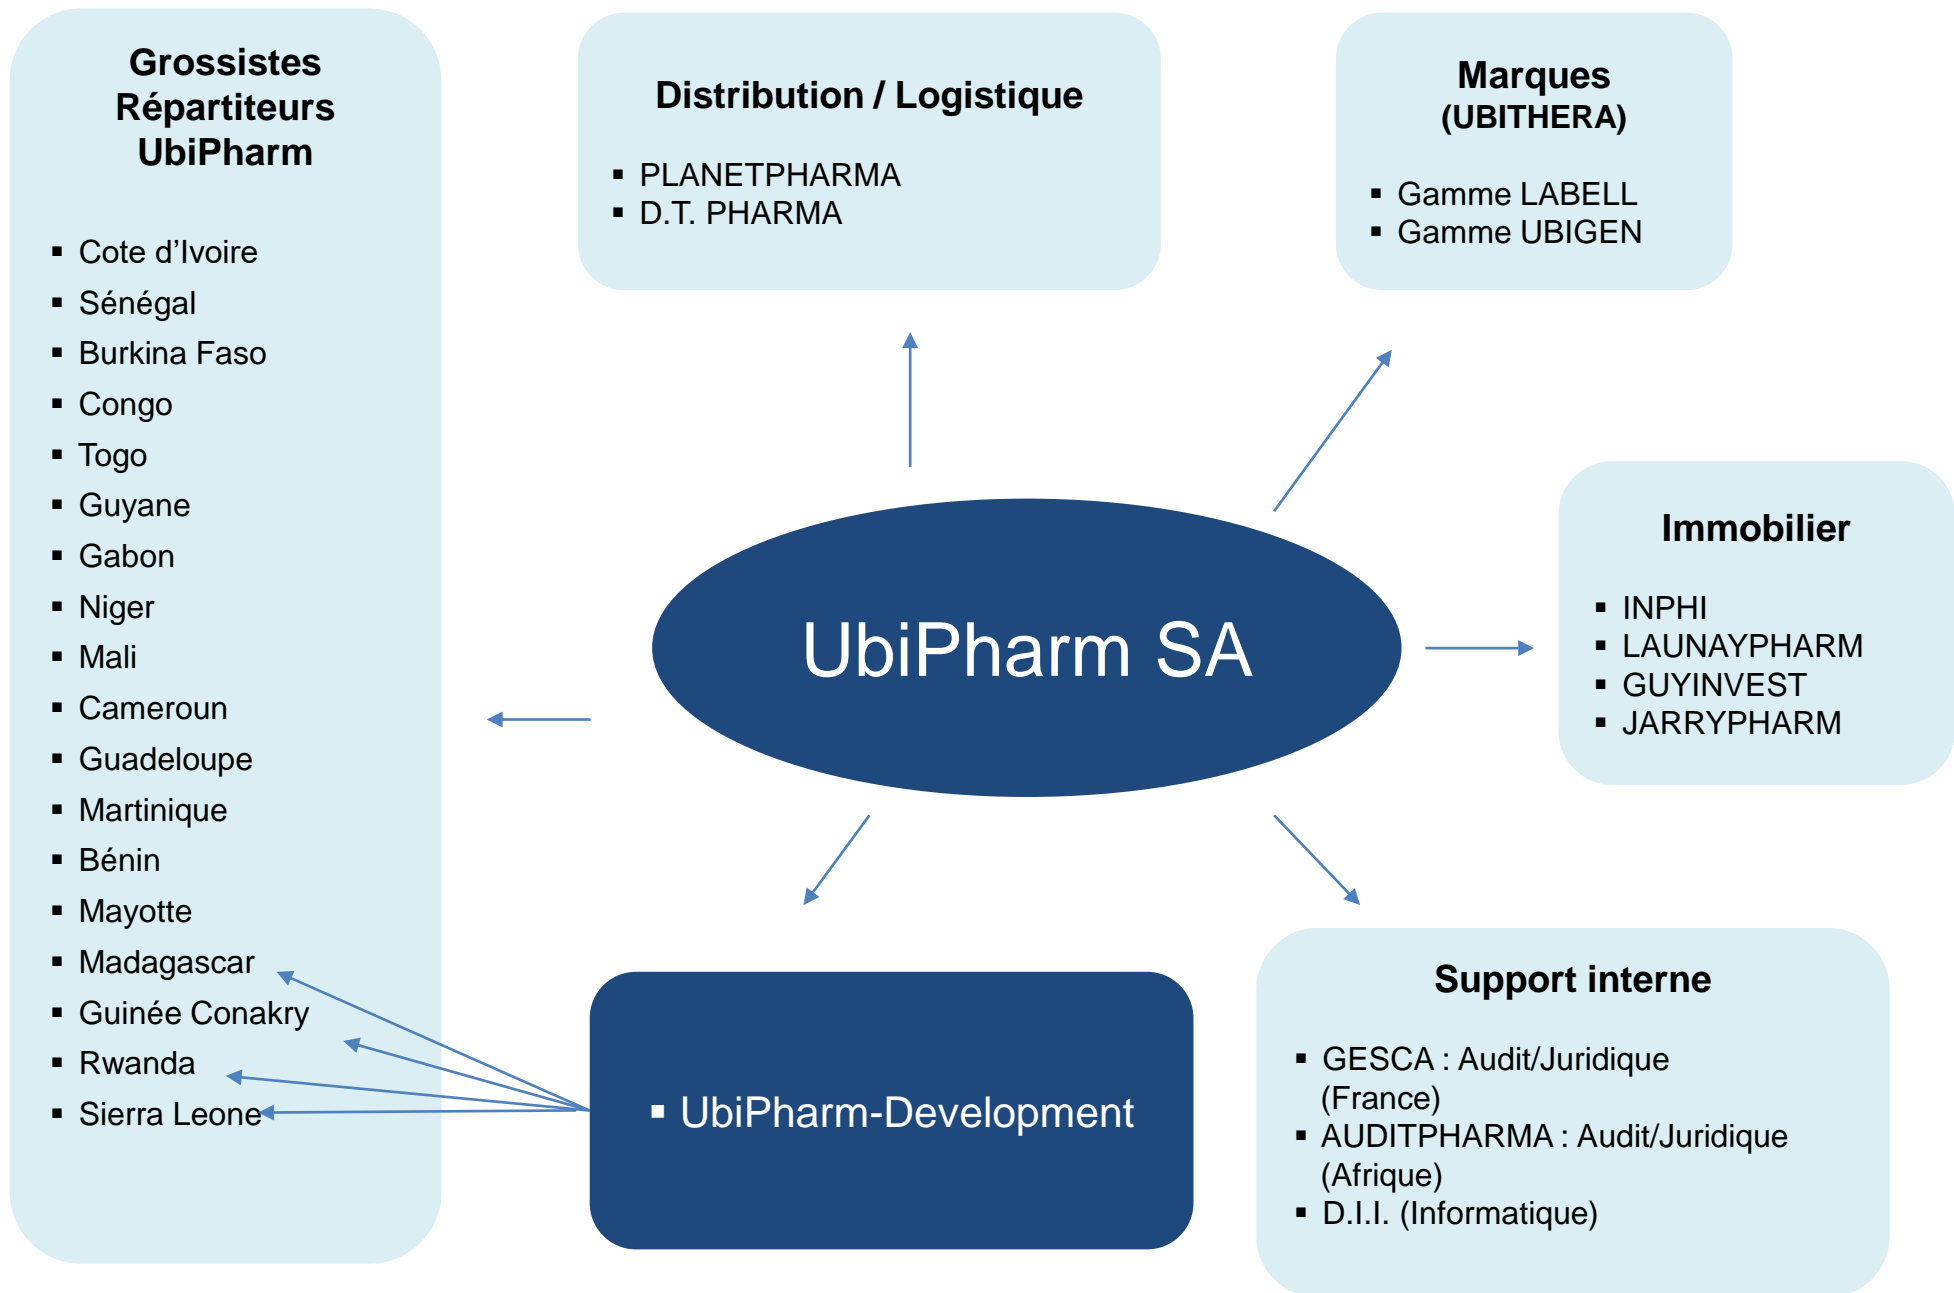 Grossistes
Répartiteurs
UbiPharm
▪ Cote d’Ivoire
▪ Sénégal
▪ Burkina Faso
▪ Congo
▪ Togo
▪ Guyane
▪ Gabon
▪ Niger
▪ Mali
▪ Cameroun
▪ Guadeloupe
▪ Martinique
▪ Bénin
▪ Mayotte
▪ Madagascar
▪ Guinée Conakry
▪ Rwanda
▪ Sierra Leone
Distribution / Logistique
▪ PLANETPHARMA
▪ D.T. PHARMA
Marques
(UBITHERA)
▪ Gamme LABELL
▪ Gamme UBIGEN
UbiPharm SA
Immobilier
▪ INPHI
▪ LAUNAYPHARM
▪ GUYINVEST
▪ JARRYPHARM
▪ UbiPharm-Development
Support interne
▪ GESCA : Audit/Juridique
(France)
▪ AUDITPHARMA : Audit/Juridique
(Afrique)
▪ D.I.I. (Informatique)